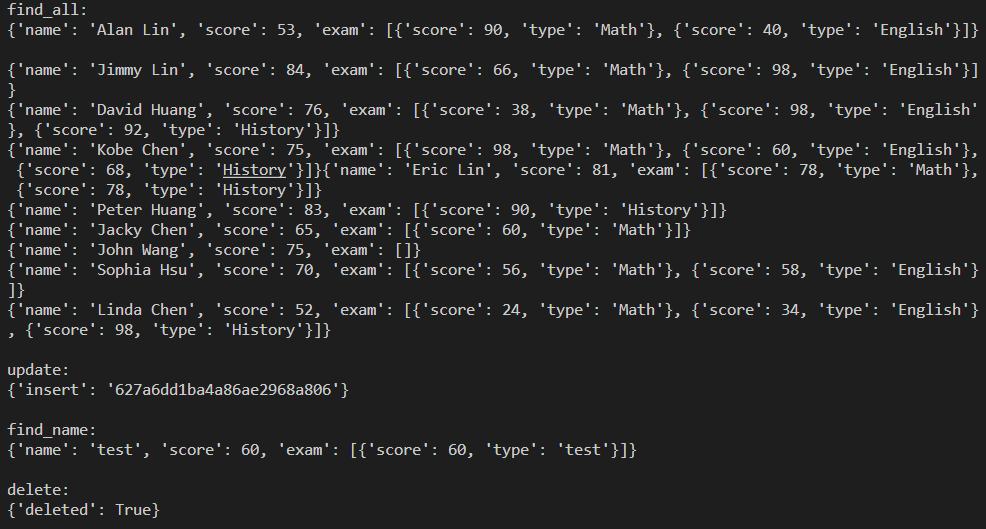 find_all:
{'name': 'Alan Lin', 'score': 53, 'exam': [{'score': 90, 'type': 'Math'}, {'score': 40, 'type': 'English'}]}
{'name': 'Jimmy Lin', 'score': 84, 'exam': [{'score': 66, 'type': 'Math'}, {'score': 98, 'type': 'English'}]
}
{'name': 'David Huang', 'score': 76, 'exam': [{'score': 38, 'type': 'Math'}, {'score': 98, 'type': 'English'
}, {'score': 92, 'type': 'History'}]}
{'name': 'Kobe Chen', 'score': 75, 'exam': [{'score': 98, 'type': 'Math'}, {'score': 60, 'type': 'English'},
 {'score': 68, 'type': 'History'}]}{'name': 'Eric Lin', 'score': 81, 'exam': [{'score': 78, 'type': 'Math'},
 {'score': 78, 'type': 'History'}]}
{'name': 'Peter Huang', 'score': 83, 'exam': [{'score': 90, 'type': 'History'}]}
{'name': 'Jacky Chen', 'score': 65, 'exam': [{'score': 60, 'type': 'Math'}]}
{'name': 'John Wang', 'score': 75, 'exam': []}
{'name': 'Sophia Hsu', 'score': 70, 'exam': [{'score': 56, 'type': 'Math'}, {'score': 58, 'type': 'English'}
]}
{'name': 'Linda Chen', 'score': 52, 'exam': [{'score': 24, 'type': 'Math'}, {'score': 34, 'type': 'English'}
, {'score': 98, 'type': 'History'}]}
update:
{'insert': '627a6dd1ba4a86ae2968a806'}
find_name:
{'name': 'test', 'score': 60, 'exam': [{'score': 60, 'type': 'test'}]}
delete:
{'deleted': True}